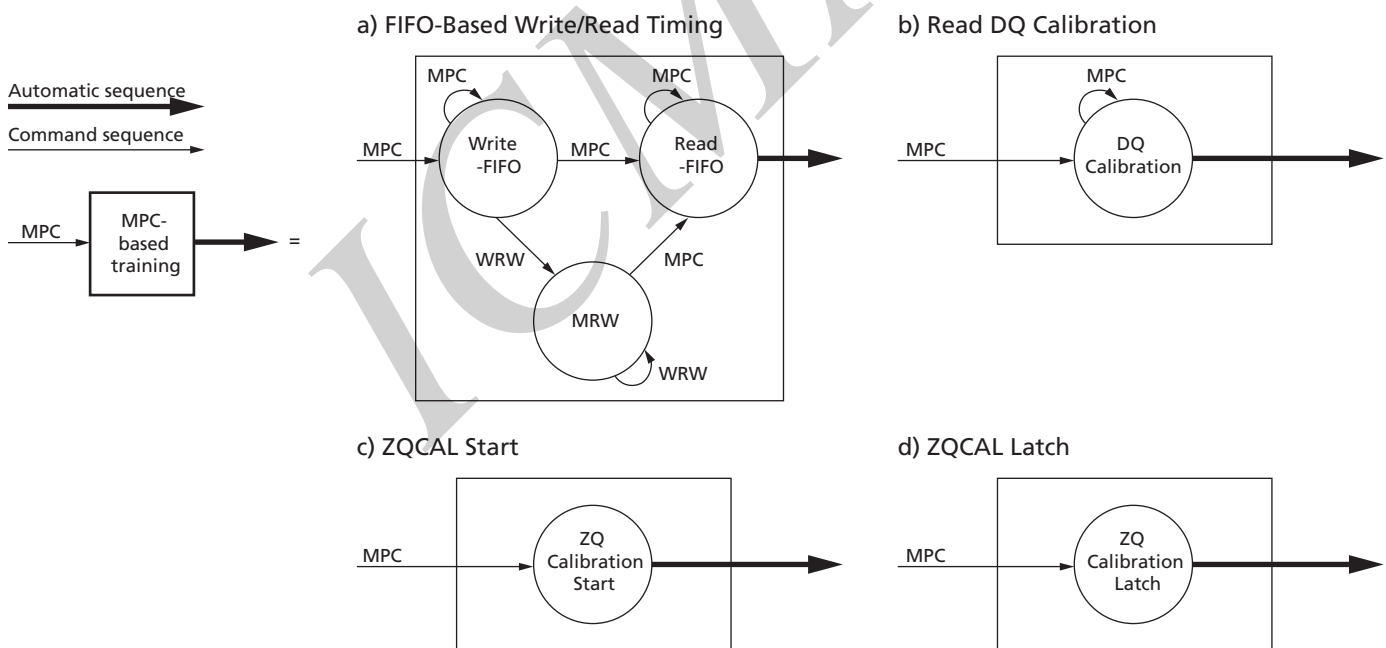 a) FIFO-Based Write/Read Timing
b) Read DQ Calibration
Automatic sequence
Command sequence
MPC
MPC-
based
training
=
MPC
MPC
MPC
Write
-FIFO
MPC
Read
-FIFO
WRW
MPC
MRW
WRW
MPC
MPC
DQ
Calibration
c) ZQCAL Start
d) ZQCAL Latch
MPC
ZQ
Calibration
Start
MPC
ZQ
Calibration
Latch